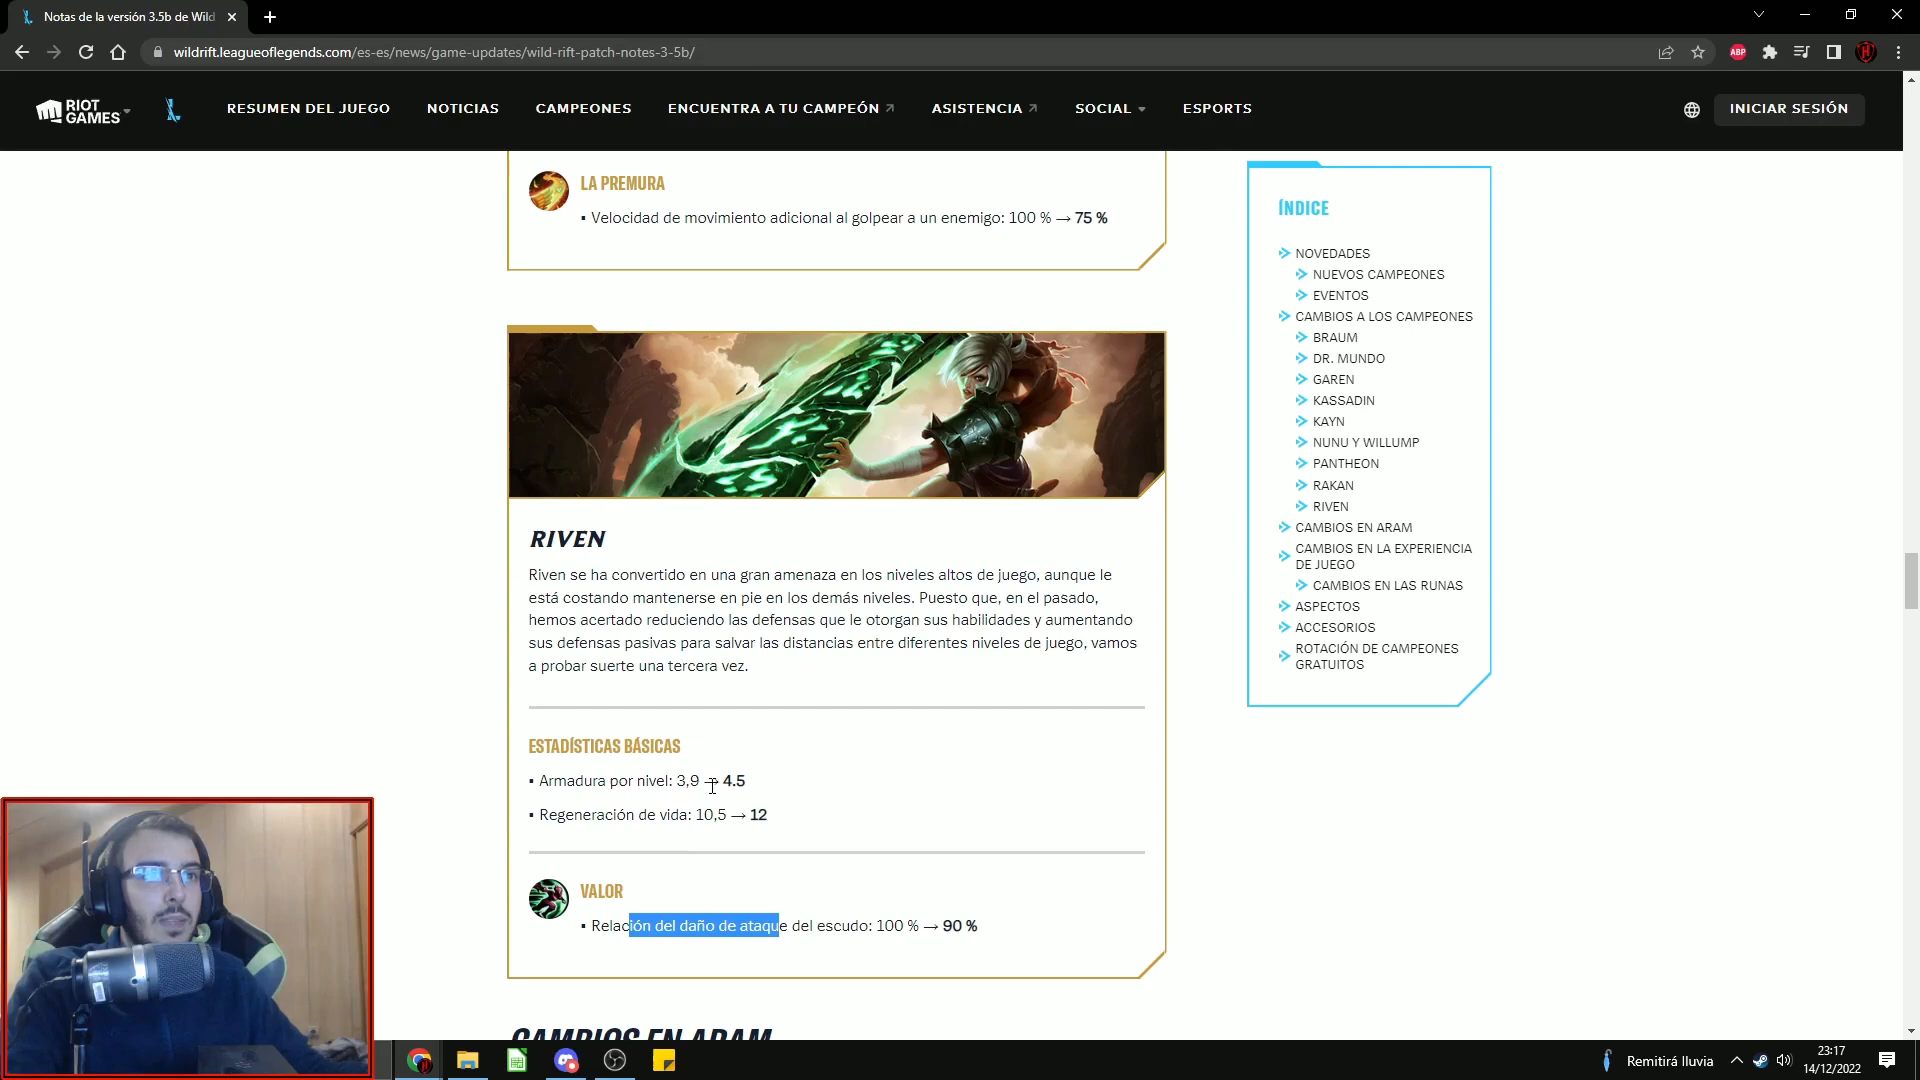 Notas de la versión 3.5b de Wild
wildrift.leagueoflegends.com/es-es/news/game-updates/wild-rift-patch-notes-3-5b/
ABP
RIOT GAMES
RESUMEN DEL JUEGO
NOTICIAS
CAMPEONES
ENCUENTRA A TU CAMPEÓN
ASISTENCIA
SOCIAL
ESPORTS
INICIAR SESIÓN
LA PREMURA
▪ Velocidad de movimiento adicional al golpear a un enemigo: 100 % → 75 %
RIVEN
Riven se ha convertido en una gran amenaza en los niveles altos de juego, aunque le
está costando mantenerse en pie en los demás niveles. Puesto que, en el pasado,
hemos acertado reduciendo las defensas que le otorgan sus habilidades y aumentando
sus defensas pasivas para salvar las distancias entre diferentes niveles de juego, vamos
a probar suerte una tercera vez.
ESTADÍSTICAS BÁSICAS
▪ Armadura por nivel: 3,9 → 4.5
▪ Regeneración de vida: 10,5 → 12
VALOR
▪ Relación del daño de ataque del escudo: 100 % → 90 %
CAMBIOS EN ARAM
ÍNDICE
NOVEDADES
NUEVOS CAMPEONES
EVENTOS
CAMBIOS A LOS CAMPEONES
BRAUM
DR. MUNDO
GAREN
KASSADIN
KAYN
NUNU Y WILLUMP
PANTHEON
RAKAN
RIVEN
CAMBIOS EN ARAM
CAMBIOS EN LA EXPERIENCIA
DE JUEGO
CAMBIOS EN LAS RUNAS
ASPECTOS
ACCESORIOS
ROTACIÓN DE CAMPEONES
GRATUITOS
Remitirá lluvia
23:17
14/12/2022